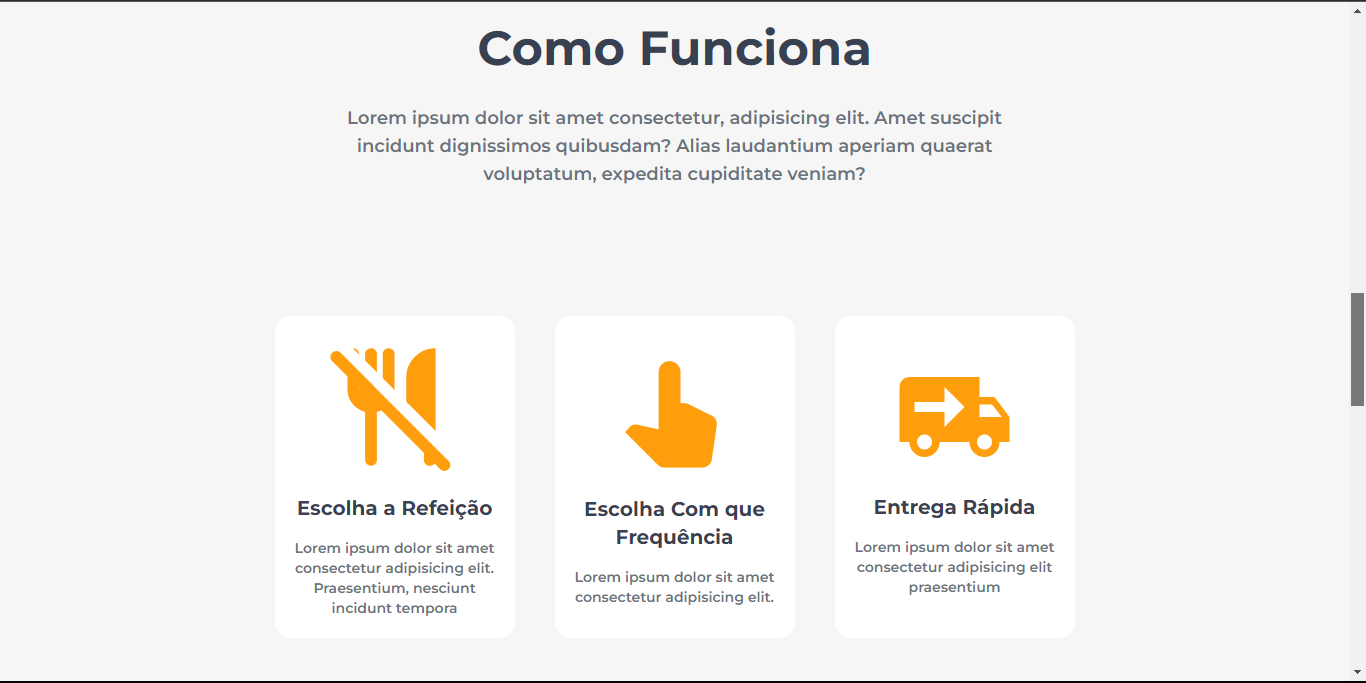 Como Funciona
Lorem ipsum dolor sit amet consectetur, adipisicing elit. Amet suscipit
incidunt dignissimos quibusdam? Alias laudantium aperiam quaerat
voluptatum, expedita cupiditate veniam?
Escolha a Refeição
Lorem ipsum dolor sit amet
consectetur adipisicing elit.
Praesentium, nesciunt
incidunt tempora
Escolha Com que
Frequência
Lorem ipsum dolor sit amet
consectetur adipisicing elit.
Entrega Rápida
Lorem ipsum dolor sit amet
consectetur adipisicing elit
praesentium